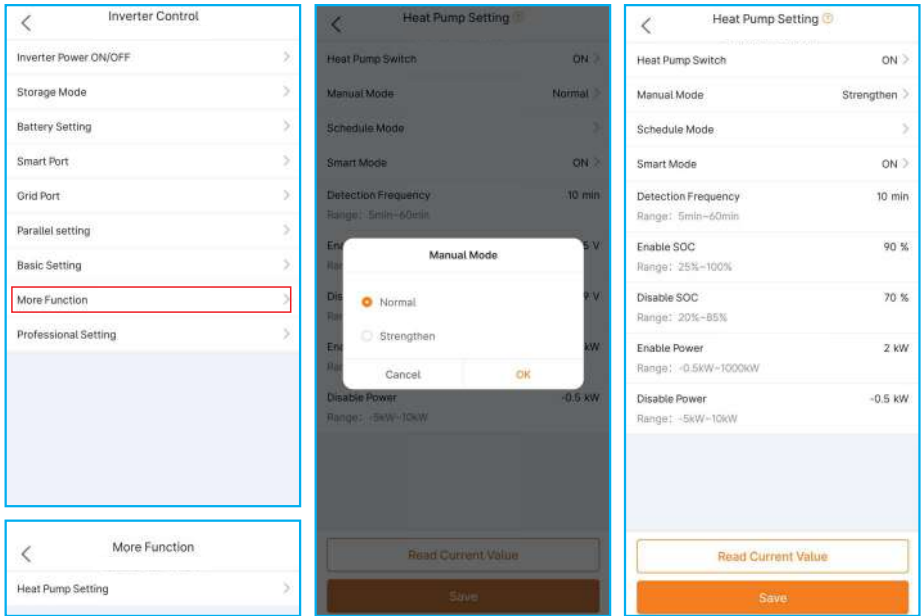 Inverter Control
Inverter Power ON/OFF
Storage Mode
Battery Setting
Smart Port
Grid Port
Parallel setting
Basic Setting
More Function
Professional Setting
More Function
Heat Pump Setting
Heat Pump Setting
Heat Pump Switch ON
Manual Mode Normal
Schedule Mode
Smart Mode ON
Detection Frequency 10 min
Range: 5min~60min
V
Manual Mode
Normal
Dis V
Strengthen
kW
Cancel OK
Disable Power -0.5 kW
Range: -5kW~10kW
Read Current Value
Save
Heat Pump Setting
Heat Pump Switch ON
Manual Mode Strengthen
Schedule Mode
Smart Mode ON
Detection Frequency 10 min
Range: 5min~60min
Enable SOC 90 %
Range: 25%~100%
Disable SOC 70 %
Range: 20%~85%
Enable Power 2 kW
Range: -0.5kW~1000kW
Disable Power -0.5 kW
Range: -5kW~10kW
Read Current Value
Save